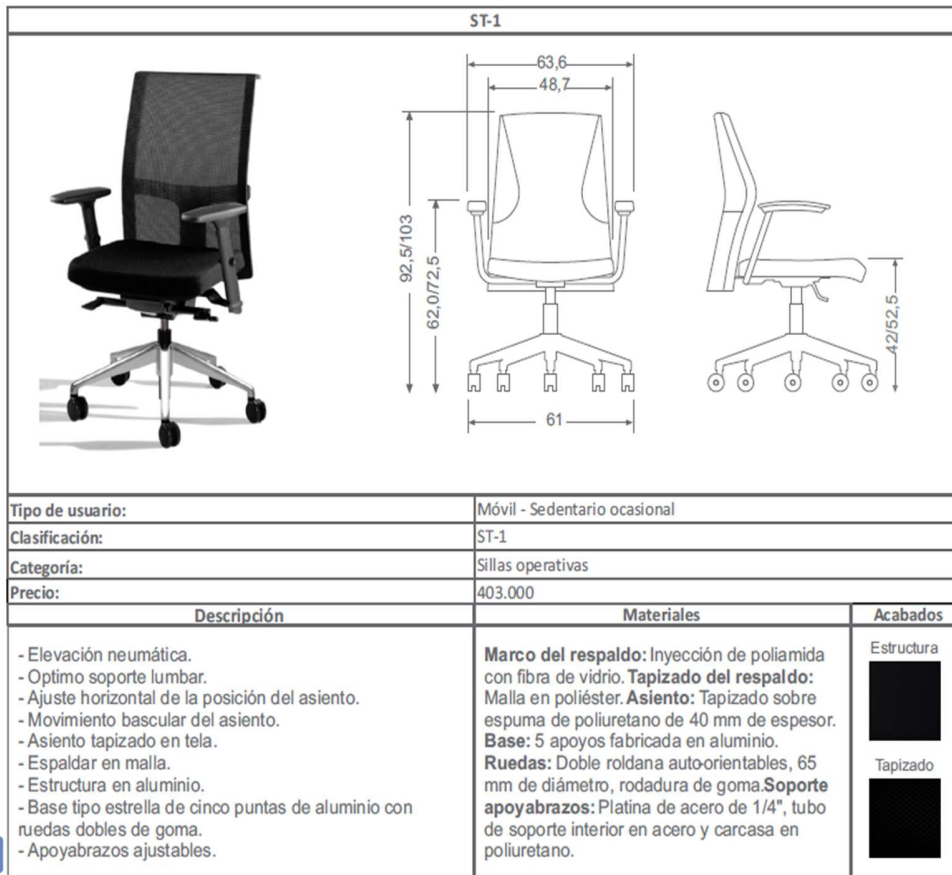 ST-1
63,6
48,7
92,5/103
62,0/72,5
42/52,5
61
Tipo de usuario:
Móvil - Sedentario ocasional
Clasificación:
ST-1
Categoría:
Sillas operativas
Precio:
403.000
Descripción
- Elevación neumática.
- Optimo soporte lumbar.
- Ajuste horizontal de la posición del asiento.
- Movimiento bascular del asiento.
- Asiento tapizado en tela.
- Espaldar en malla.
- Estructura en aluminio.
- Base tipo estrella de cinco puntas de aluminio con
ruedas dobles de goma.
- Apoyabrazos ajustables.
Materiales
Marco del respaldo: Inyección de poliamida
con fibra de vidrio. Tapizado del respaldo:
Malla en poliéster. Asiento: Tapizado sobre
espuma de poliuretano de 40 mm de espesor.
Base: 5 apoyos fabricada en aluminio.
Ruedas: Doble roldana auto-orientables, 65
mm de diámetro, rodadura de goma.Soporte
apoyabrazos: Platina de acero de 1/4", tubo
de soporte interior en acero y carcasa en
poliuretano.
Acabados
Estructura
Tapizado